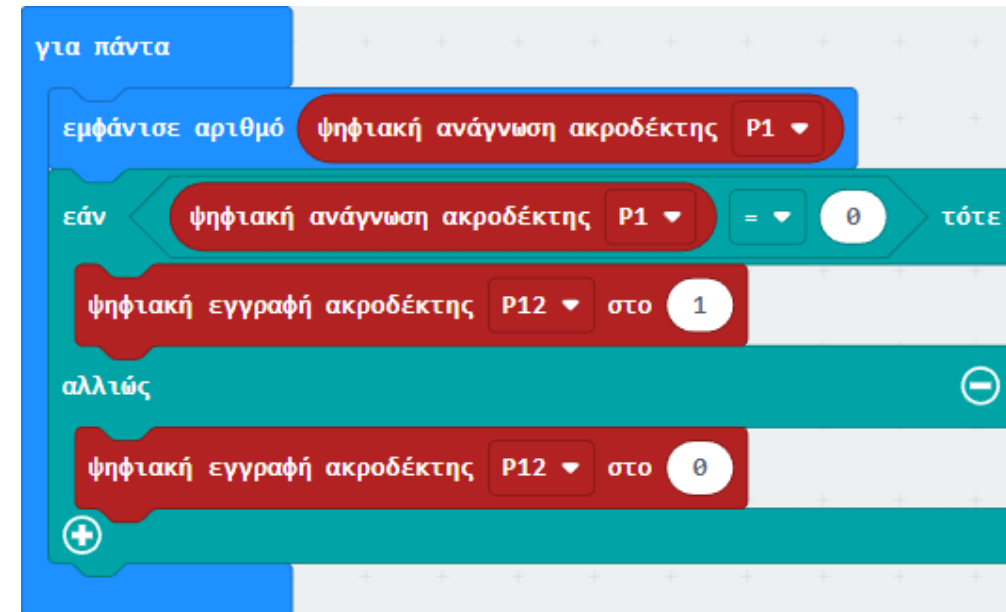 για πάντα
εμφάνισε αριθμό ψηφιακή ανάγνωση ακροδέκτης P1
εάν ψηφιακή ανάγνωση ακροδέκτης P1 = 0 τότε
ψηφιακή εγγραφή ακροδέκτης P12 στο 1
αλλιώς
ψηφιακή εγγραφή ακροδέκτης P12 στο 0